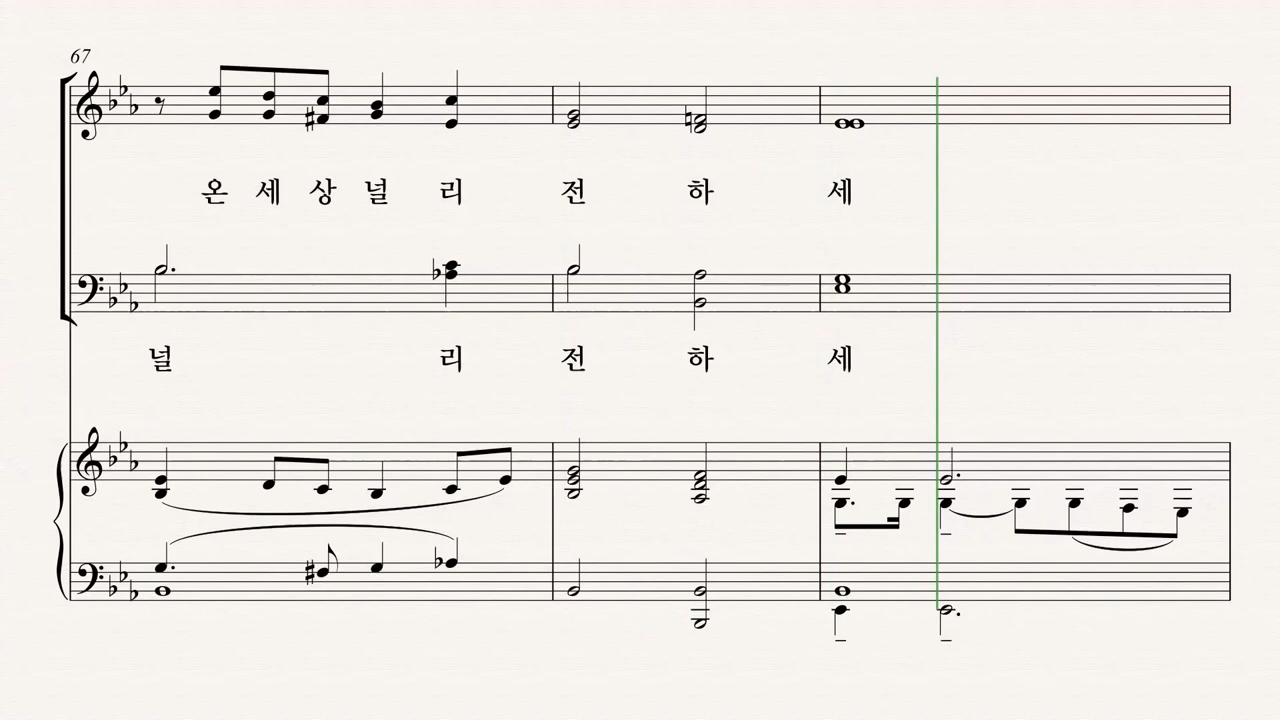 67
온 세 상 널 리 전 하 세
널 리 전 하 세